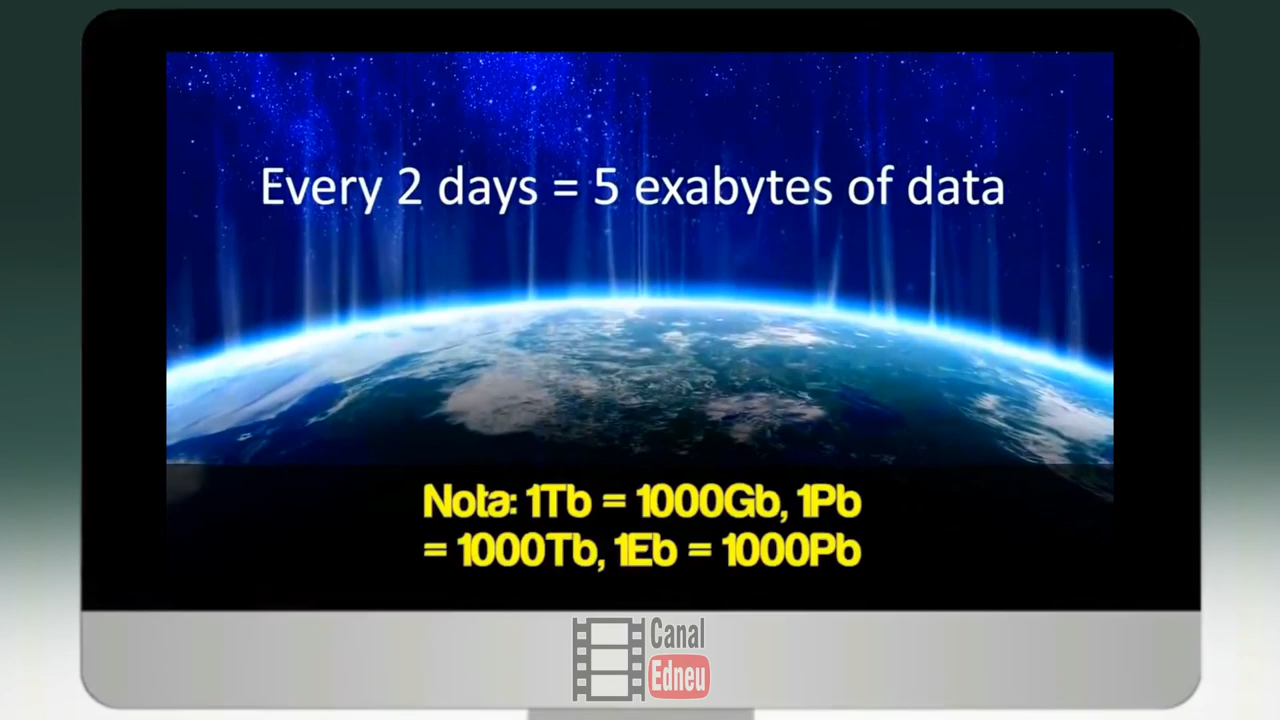 Every 2 days = 5 exabytes of data
Nota: 1Tb = 1000Gb, 1Pb
= 1000Tb, 1Eb = 1000Pb
Canal
Edneu